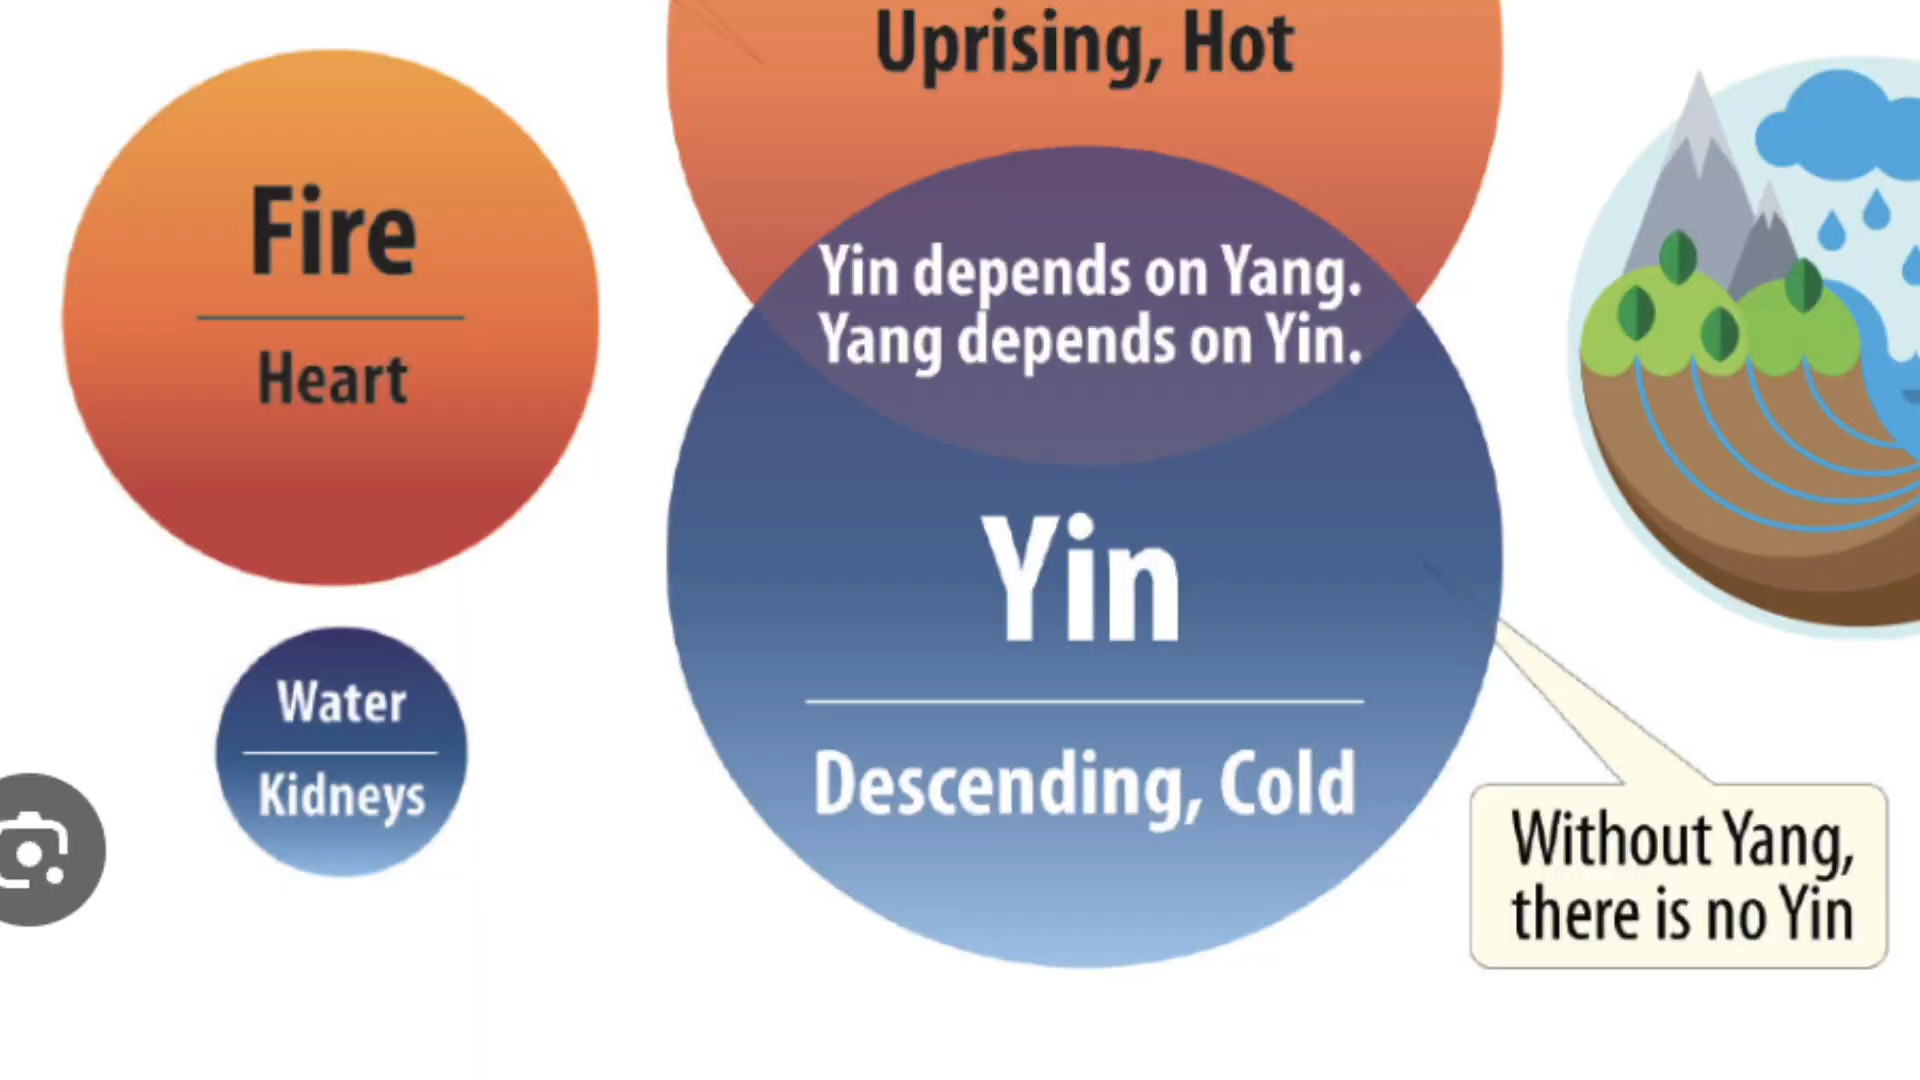 Uprising, Hot
Fire
Heart
Yin depends on Yang.
Yang depends on Yin.
Yin
Descending, Cold
Water
Kidneys
Without Yang,
there is no Yin